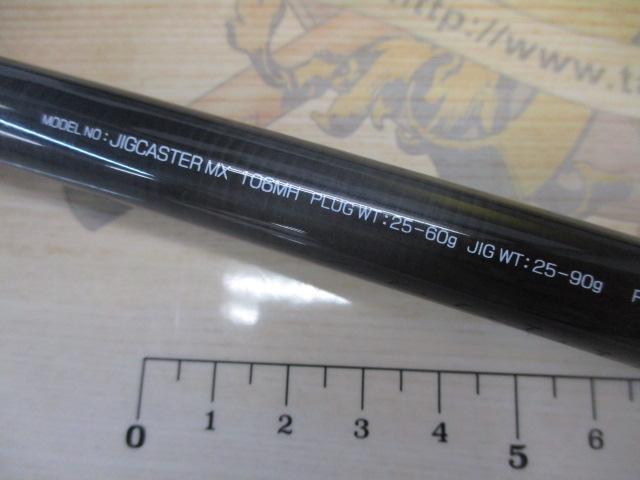 http://www.t
MODEL NO : JIGCASTER MX 106MH PLUG WT : 25-60g JIG WT : 25-90g
0 1 2 3 4 5 6